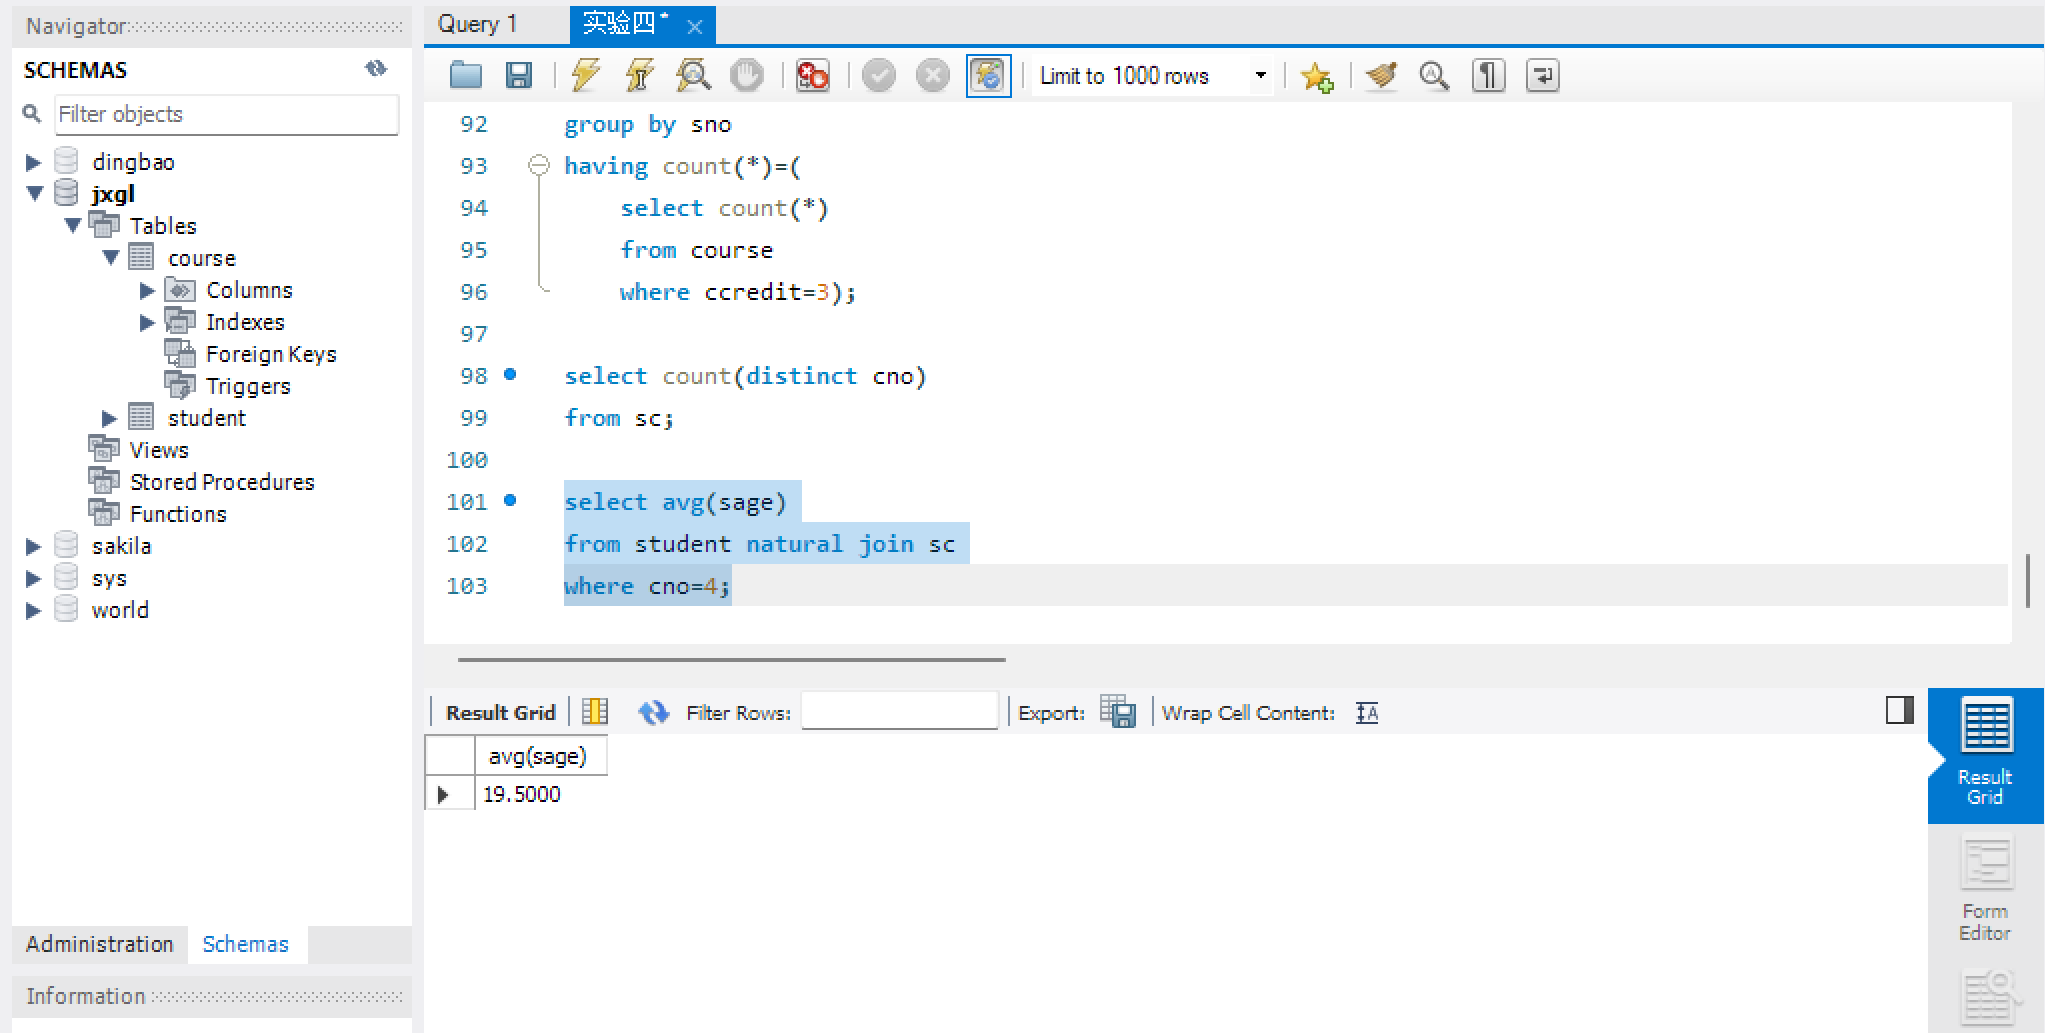 Navigator
SCHEMAS
Filter objects
dingbao
jxgl
Tables
course
Columns
Indexes
Foreign Keys
Triggers
student
Views
Stored Procedures
Functions
sakila
sys
world
Administration Schemas
Information
Query 1 实验四*
Limit to 1000 rows
92 group by sno
93 having count(*)=(
94 select count(*)
95 from course
96 where ccredit=3);
97
98 select count(distinct cno)
99 from sc;
100
101 select avg(sage)
102 from student natural join sc
103 where cno=4;
Result Grid Filter Rows: Export: Wrap Cell Content:
avg(sage)
19.5000
Result
Grid
Form
Editor